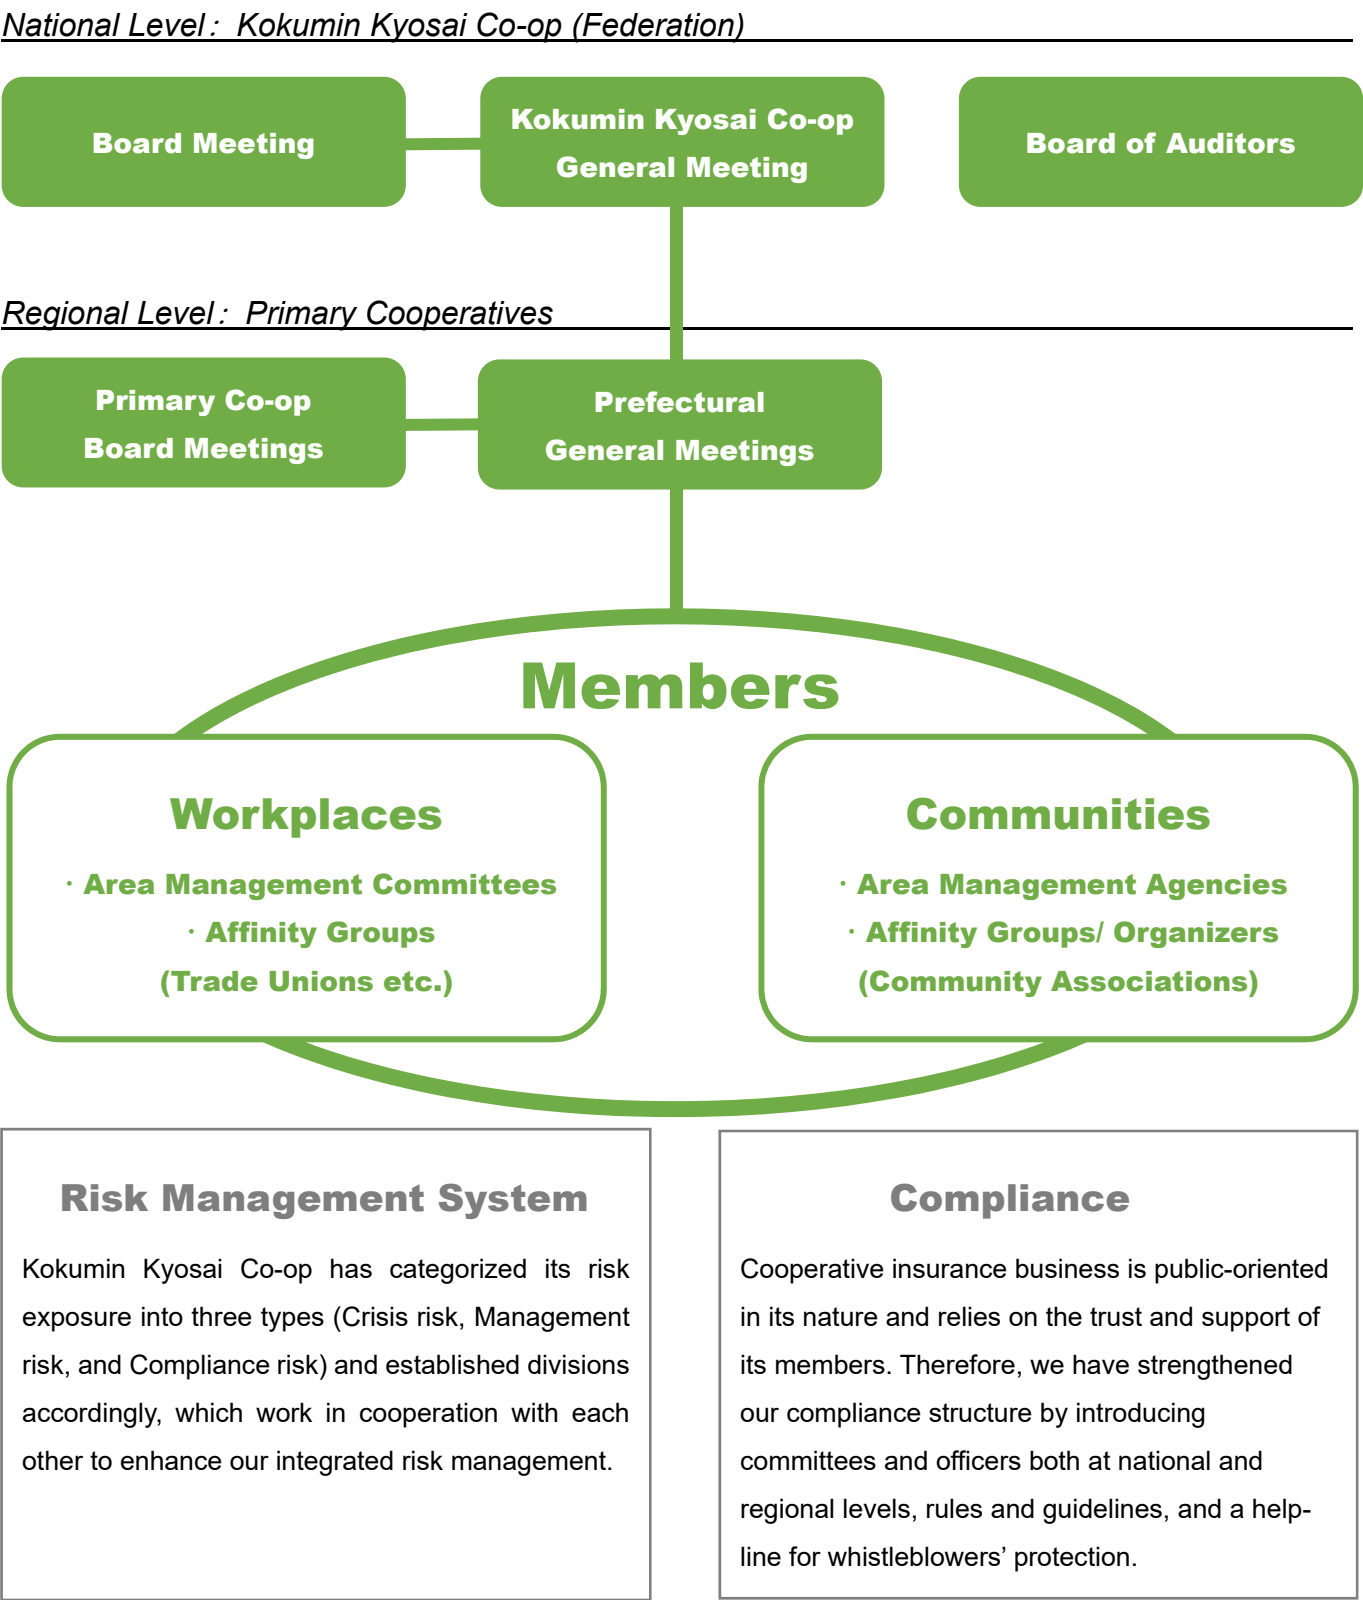 National Level： Kokumin Kyosai Co-op (Federation)
Board Meeting
Kokumin Kyosai Co-op
General Meeting
Board of Auditors
Regional Level： Primary Cooperatives
Primary Co-op
Board Meetings
Prefectural
General Meetings
Members
Workplaces
・Area Management Committees
・Affinity Groups
(Trade Unions etc.)
Communities
・Area Management Agencies
・Affinity Groups/ Organizers
(Community Associations)
Risk Management System
Kokumin Kyosai Co-op has categorized its risk
exposure into three types (Crisis risk, Management
risk, and Compliance risk) and established divisions
accordingly, which work in cooperation with each
other to enhance our integrated risk management.
Compliance
Cooperative insurance business is public-oriented
in its nature and relies on the trust and support of
its members. Therefore, we have strengthened
our compliance structure by introducing
committees and officers both at national and
regional levels, rules and guidelines, and a help-
line for whistleblowers’ protection.